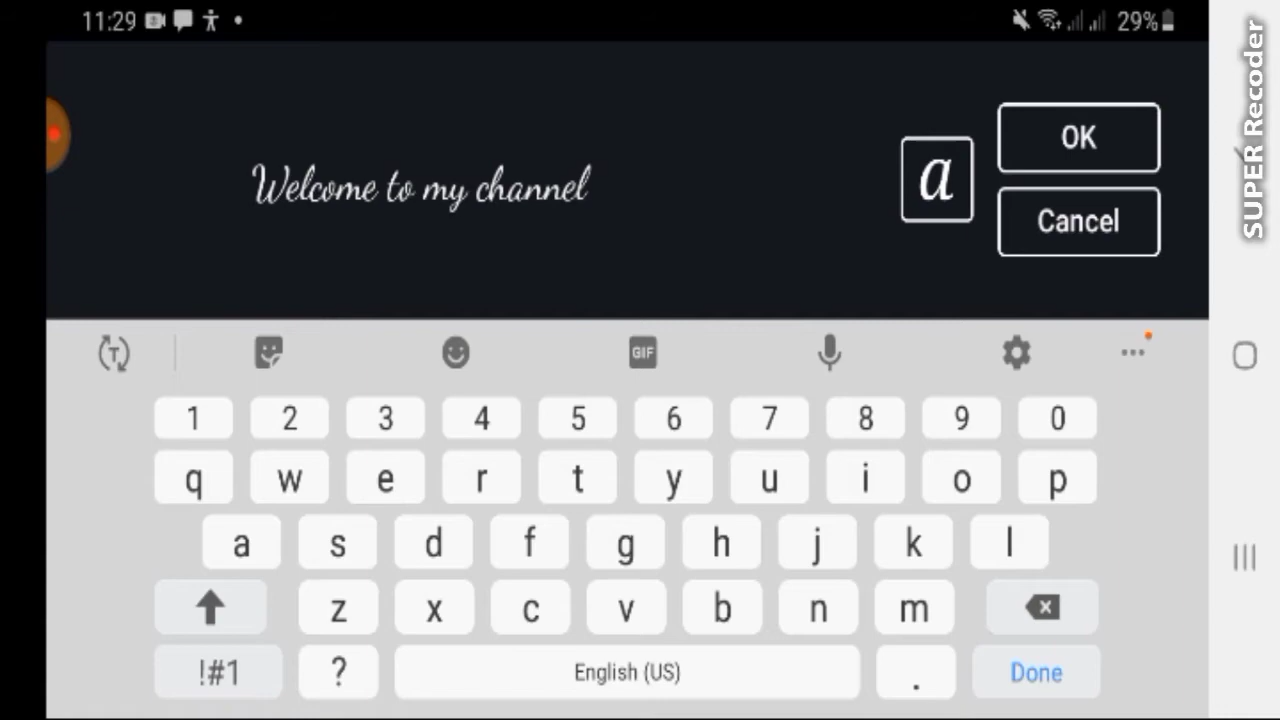 11:29
29%
SUPER Recoder
OK
Welcome to my channel
a
Cancel
T
GIF
1 2 3 4 5 6 7 8 9 0
q w e r t y u i o p
a s d f g h j k l
z x c v b n m
!#1 ? English (US) . Done